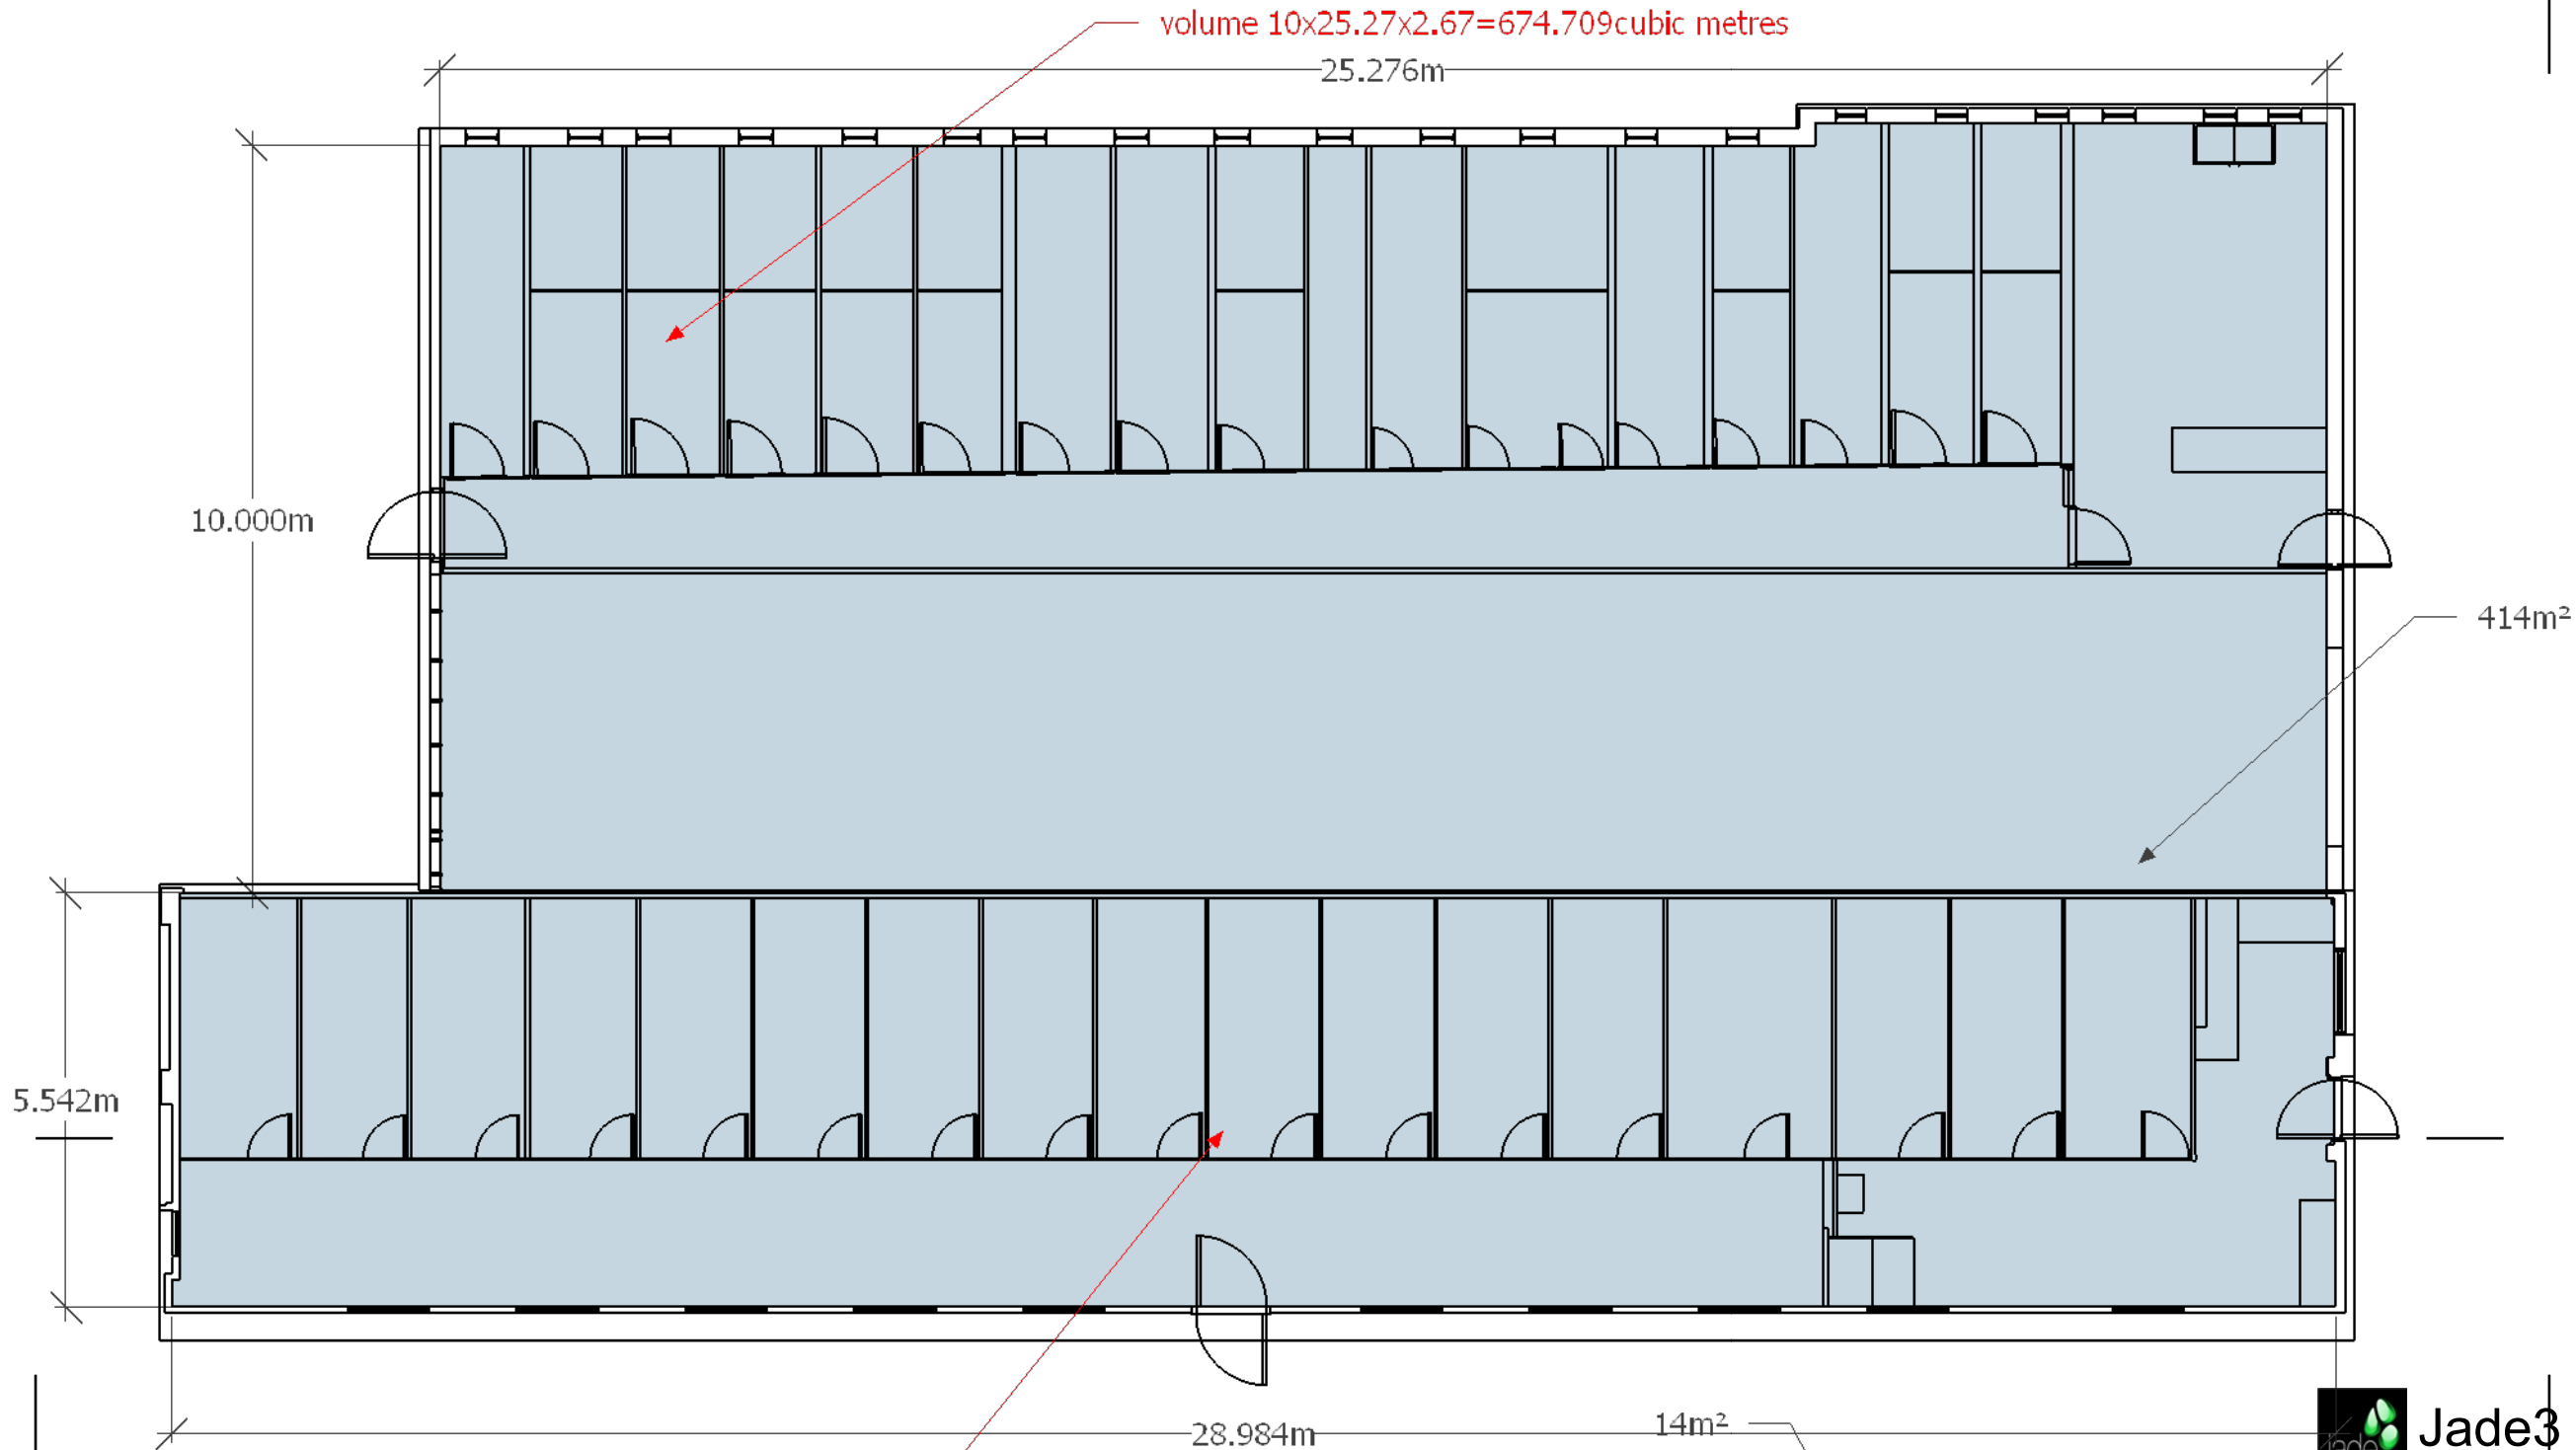 volume 10x25.27x2.67=674.709cubic metres
25.276m
10.000m
414m²
5.542m
14m²
28.984m
Jade3